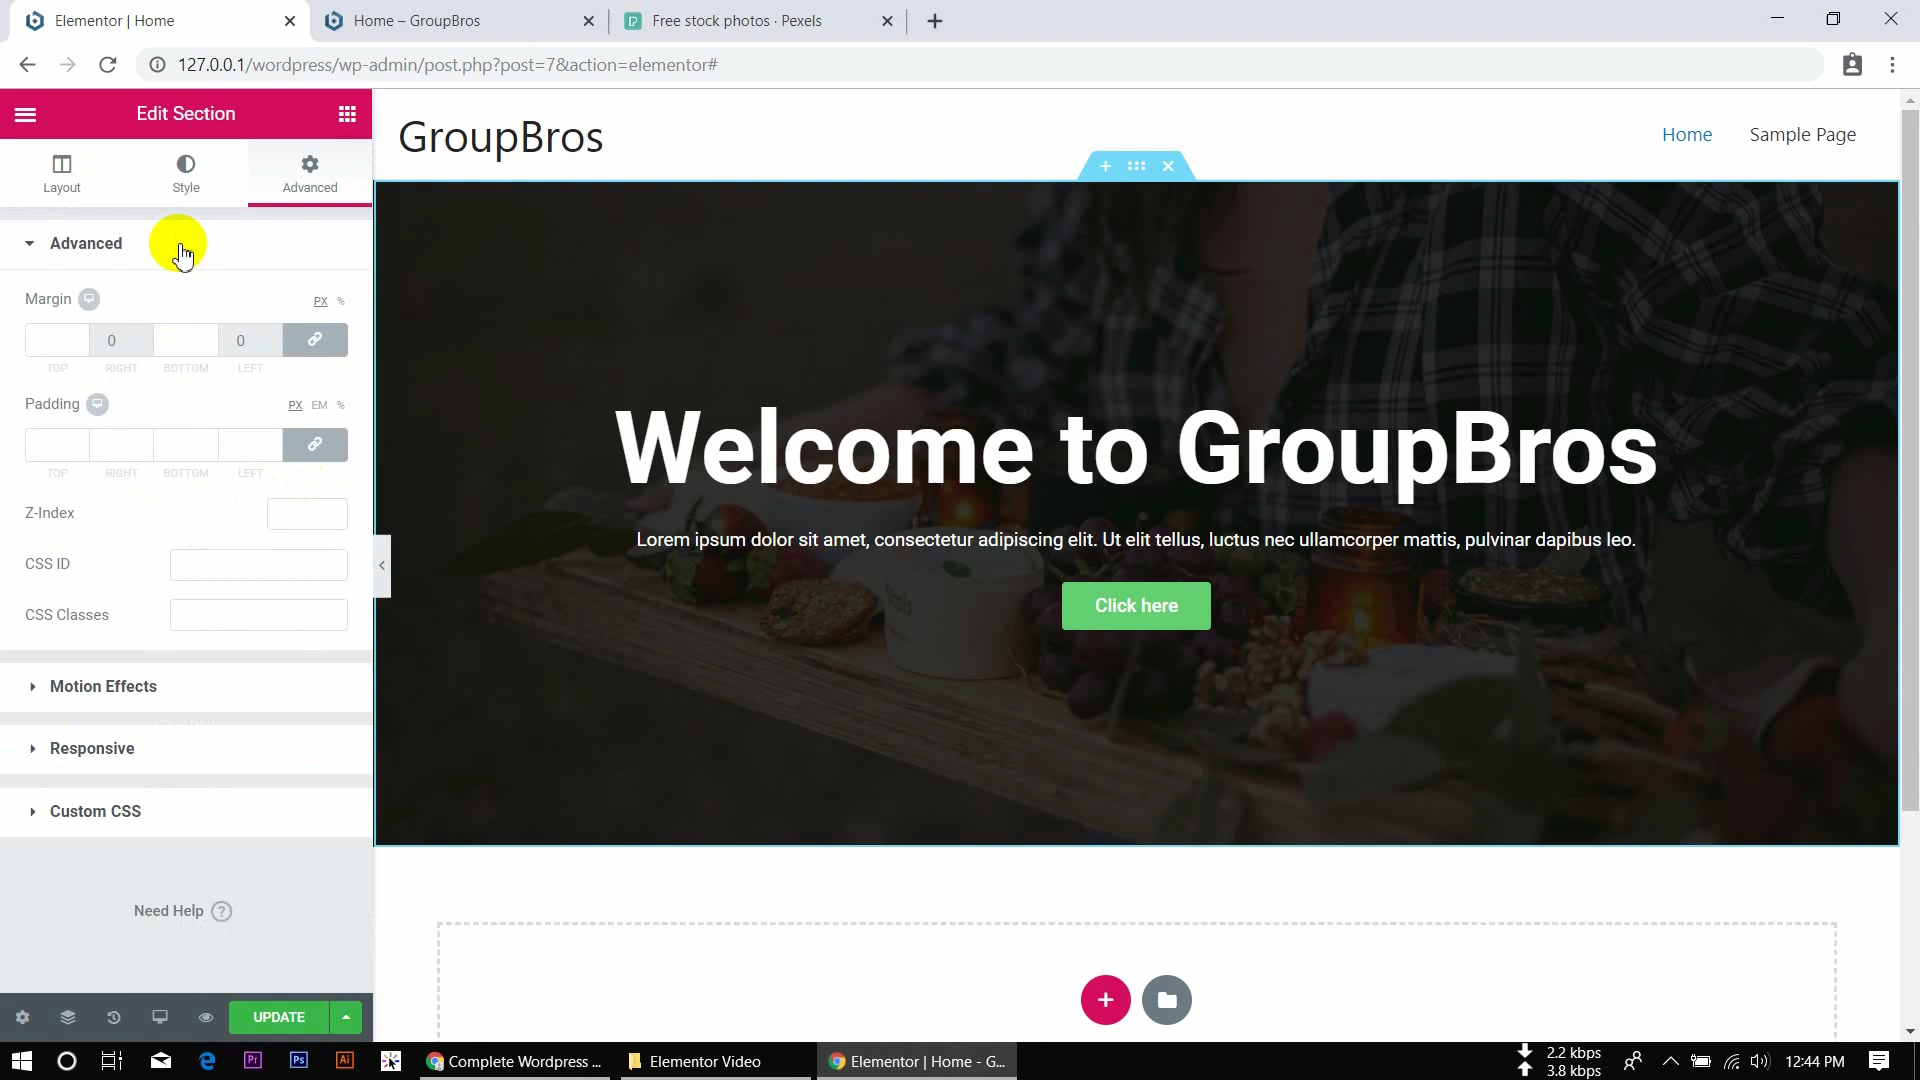 Elementor | Home
Home – GroupBros
Free stock photos · Pexels
127.0.0.1/wordpress/wp-admin/post.php?post=7&action=elementor#
Edit Section
Layout
Style
Advanced
Advanced
Margin
PX %
0 0
TOP RIGHT BOTTOM LEFT
Padding
PX EM %
TOP RIGHT BOTTOM LEFT
Z-Index
CSS ID
CSS Classes
Motion Effects
Responsive
Custom CSS
Need Help ?
UPDATE
GroupBros
Home Sample Page
Welcome to GroupBros
Lorem ipsum dolor sit amet, consectetur adipiscing elit. Ut elit tellus, luctus nec ullamcorper mattis, pulvinar dapibus leo.
Click here
Pr
Ps
Ai
Complete Wordpress ...
Elementor Video
Elementor | Home - G...
2.2 kbps
3.8 kbps
12:44 PM